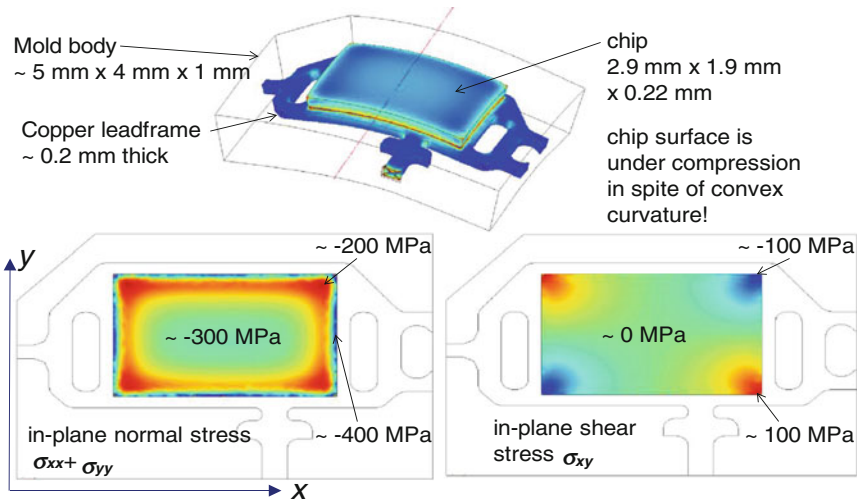 Mold body
~ 5 mm x 4 mm x 1 mm
Copper leadframe
~ 0.2 mm thick
chip
2.9 mm x 1.9 mm
x 0.22 mm
chip surface is
under compression
in spite of convex
curvature!
y
~ -200 MPa
~ -300 MPa
~ -400 MPa
in-plane normal stress
σxx+ σyy
x
~ -100 MPa
~ 0 MPa
~ 100 MPa
in-plane shear
stress σxy